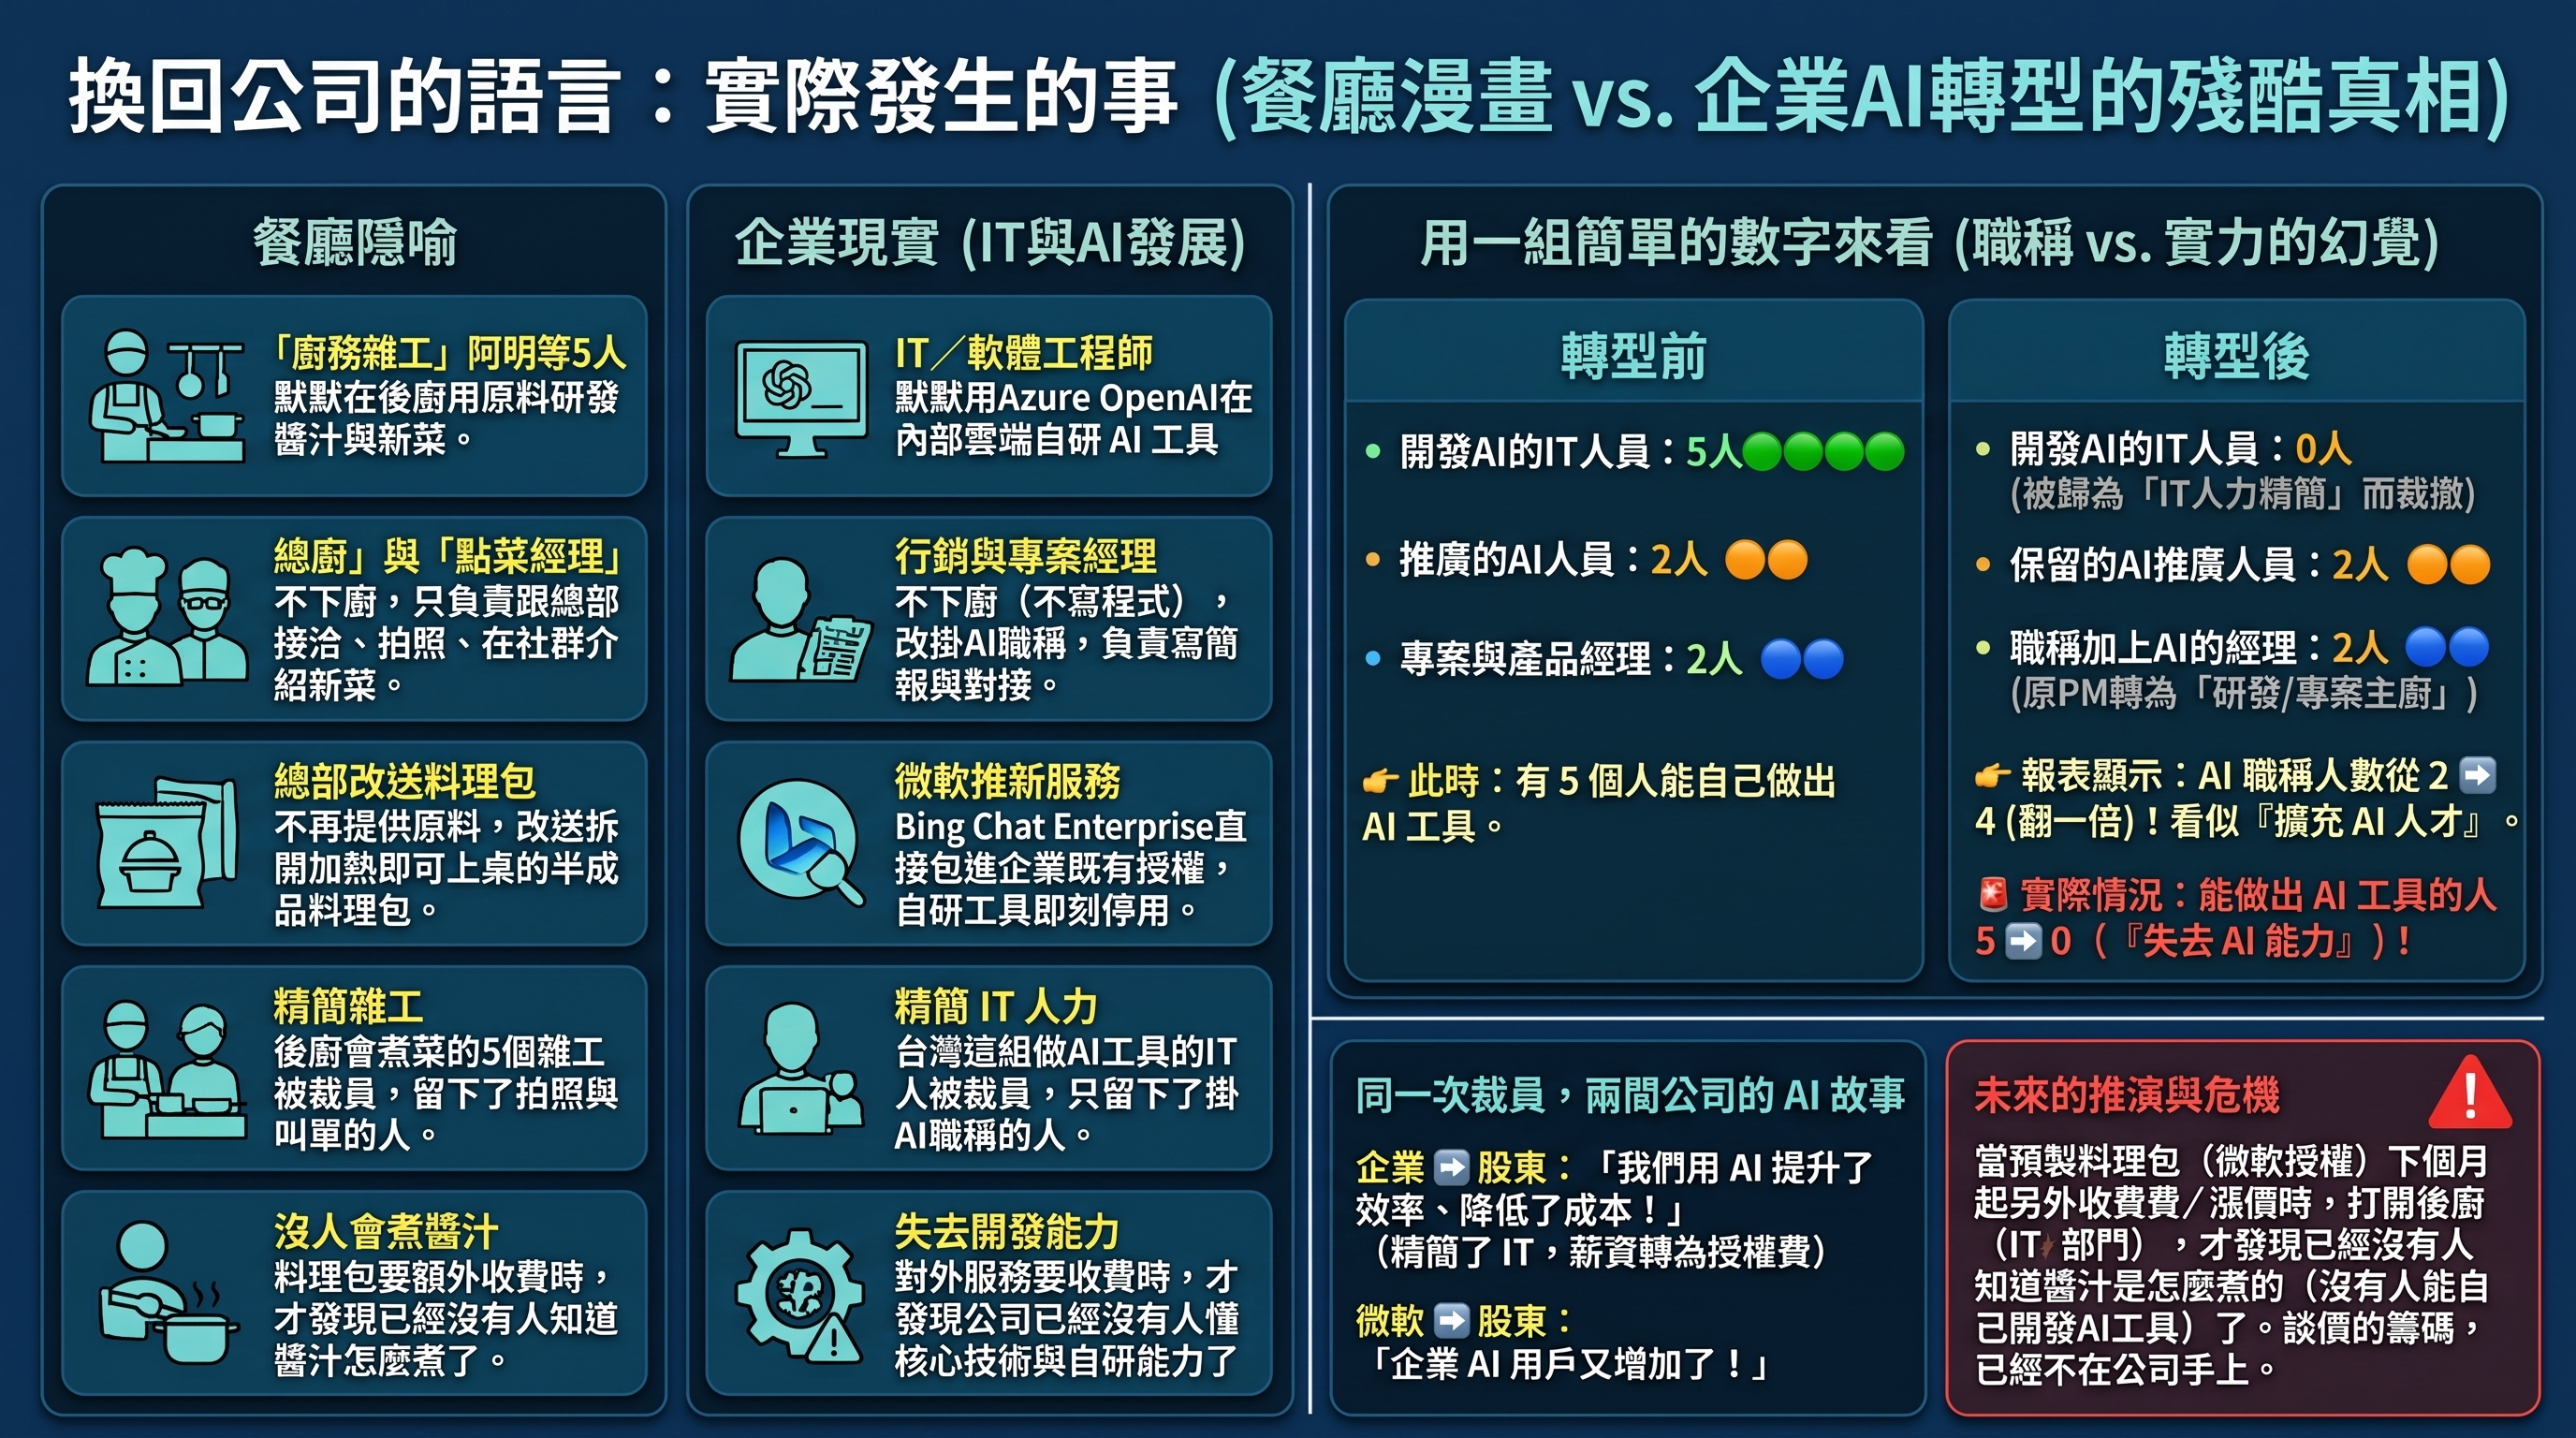 換回公司的語言：實際發生的事 (餐廳漫畫 vs. 企業AI轉型的殘酷真相)
餐廳隱喻
「廚務雜工」阿明等5人
默默在後廚用原料研發
醬汁與新菜。
總廚」與「點菜經理」
不下廚，只負責跟總部
接洽、拍照、在社群介
紹新菜。
總部改送料理包
不再提供原料，改送拆
開加熱即可上桌的半成
品料理包。
精簡雜工
後廚會煮菜的5個雜工
被裁員，留下了拍照與
叫單的人。
沒人會煮醬汁
料理包要額外收費時，
才發現已經沒有人知道
醬汁怎麼煮了。
企業現實 (IT與AI發展)
IT／軟體工程師
默默用Azure OpenAI在
內部雲端自研 AI 工具
行銷與專案經理
不下廚（不寫程式），
改掛AI職稱，負責寫簡
報與對接。
微軟推新服務
Bing Chat Enterprise直
接包進企業既有授權，
自研工具即刻停用。
精簡 IT 人力
台灣這組做AI工具的IT
人被裁員，只留下了掛
AI職稱的人。
失去開發能力
對外服務要收費時，才
發現公司已經沒有人懂
核心技術與自研能力了
用一組簡單的數字來看 (職稱 vs. 實力的幻覺)
轉型前
• 開發AI的IT人員：5人🟢🟢🟢🟢
• 推廣的AI人員：2人 🟠🟠
• 專案與產品經理：2人 🔵🔵
👉 此時：有 5 個人能自己做出
AI 工具。
轉型後
• 開發AI的IT人員：0人
(被歸為「IT人力精簡」而裁撤)
• 保留的AI推廣人員：2人 🟠🟠
• 職稱加上AI的經理：2人 🔵🔵
(原PM轉為「研發/專案主廚」)
👉 報表顯示：AI 職稱人數從 2 ➡
4 (翻一倍)！看似『擴充 AI 人才』。
🚨 實際情況：能做出 AI 工具的人
5 ➡ 0（『失去 AI 能力』)！
同一次裁員，兩間公司的 AI 故事
企業 ➡ 股東：「我們用 AI 提升了
效率、降低了成本！」
（精簡了 IT，薪資轉為授權費）
微軟 ➡ 股東：
「企業 AI 用戶又增加了！」
未來的推演與危機
當預製料理包（微軟授權）下個月
起另外收費費／漲價時，打開後廚
（IT 部門），才發現已經沒有人
知道醬汁是怎麼煮的（沒有人能自
己開發AI工具）了。談價的籌碼，
已經不在公司手上。